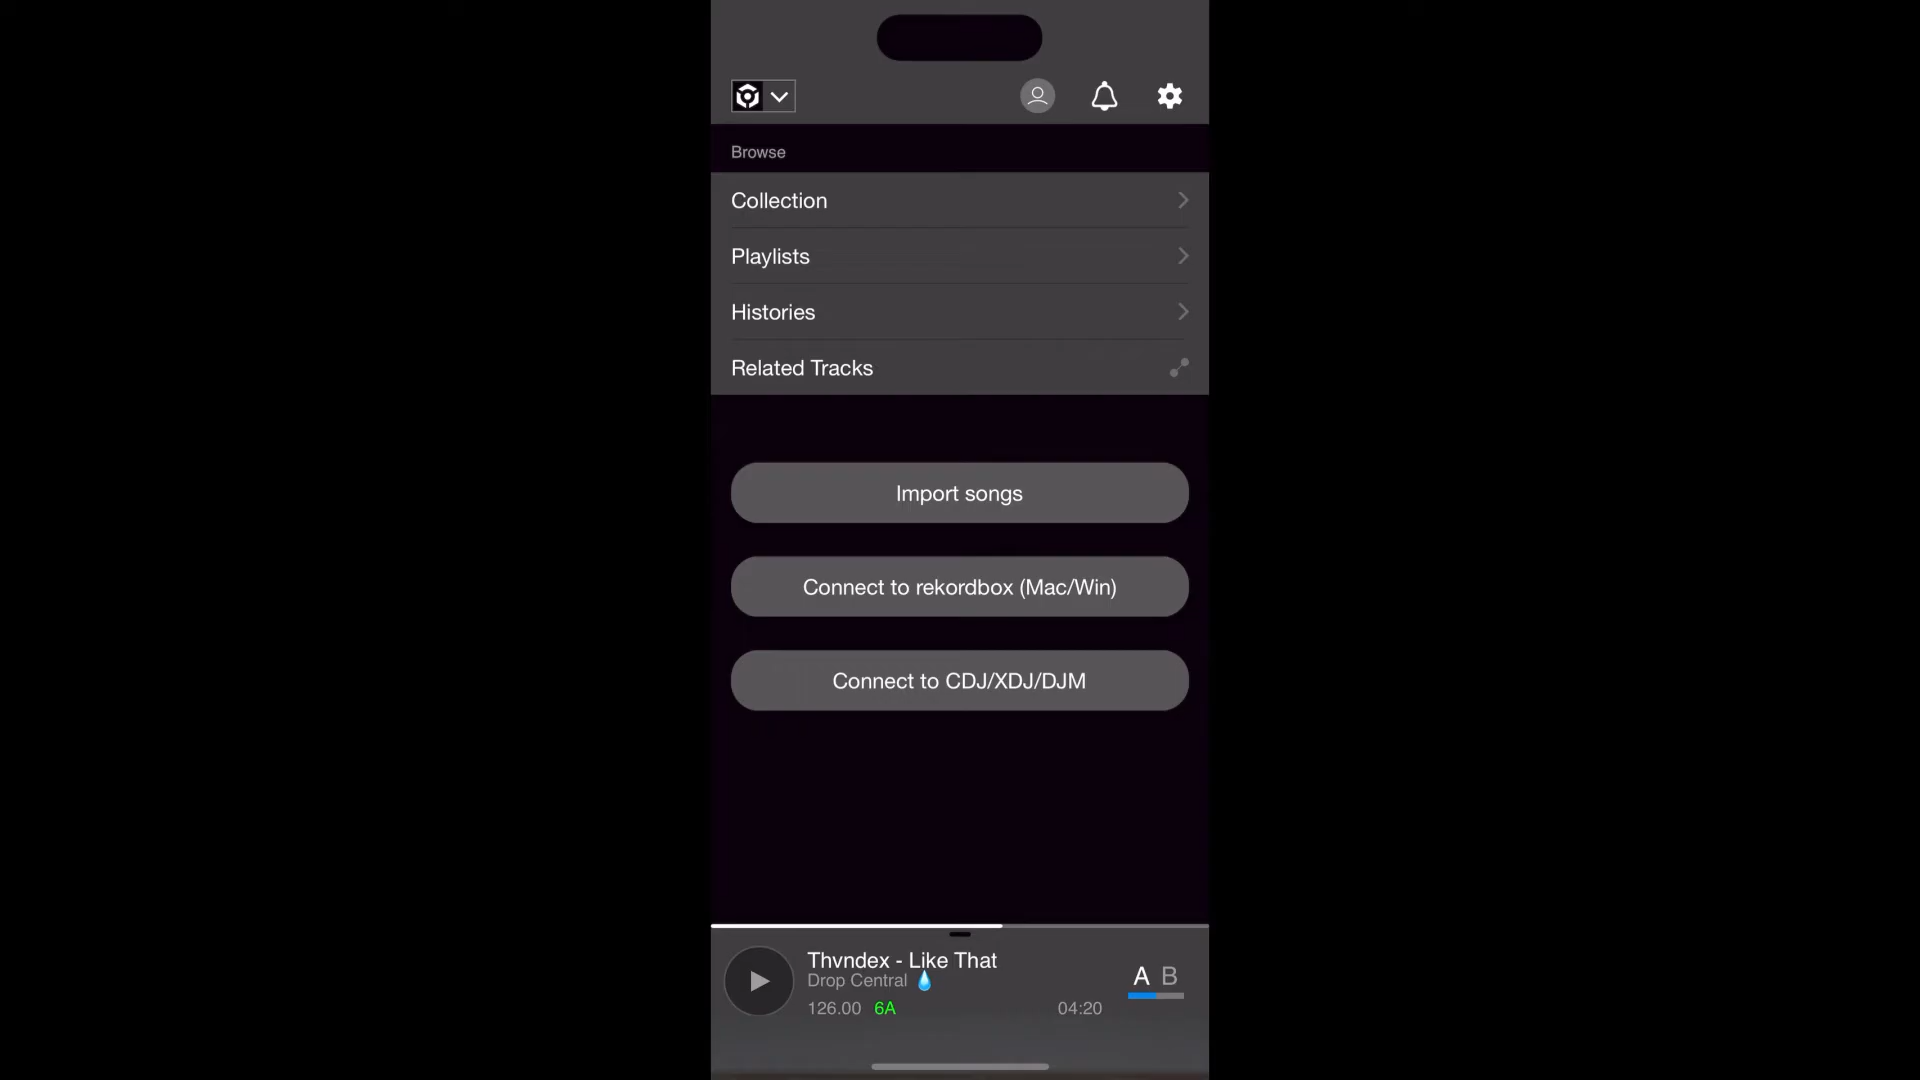 Browse
Collection
Playlists
Histories
Related Tracks
Import songs
Connect to rekordbox (Mac/Win)
Connect to CDJ/XDJ/DJM
Thvndex - Like That
Drop Central 💧
126.00 6A 04:20
A B